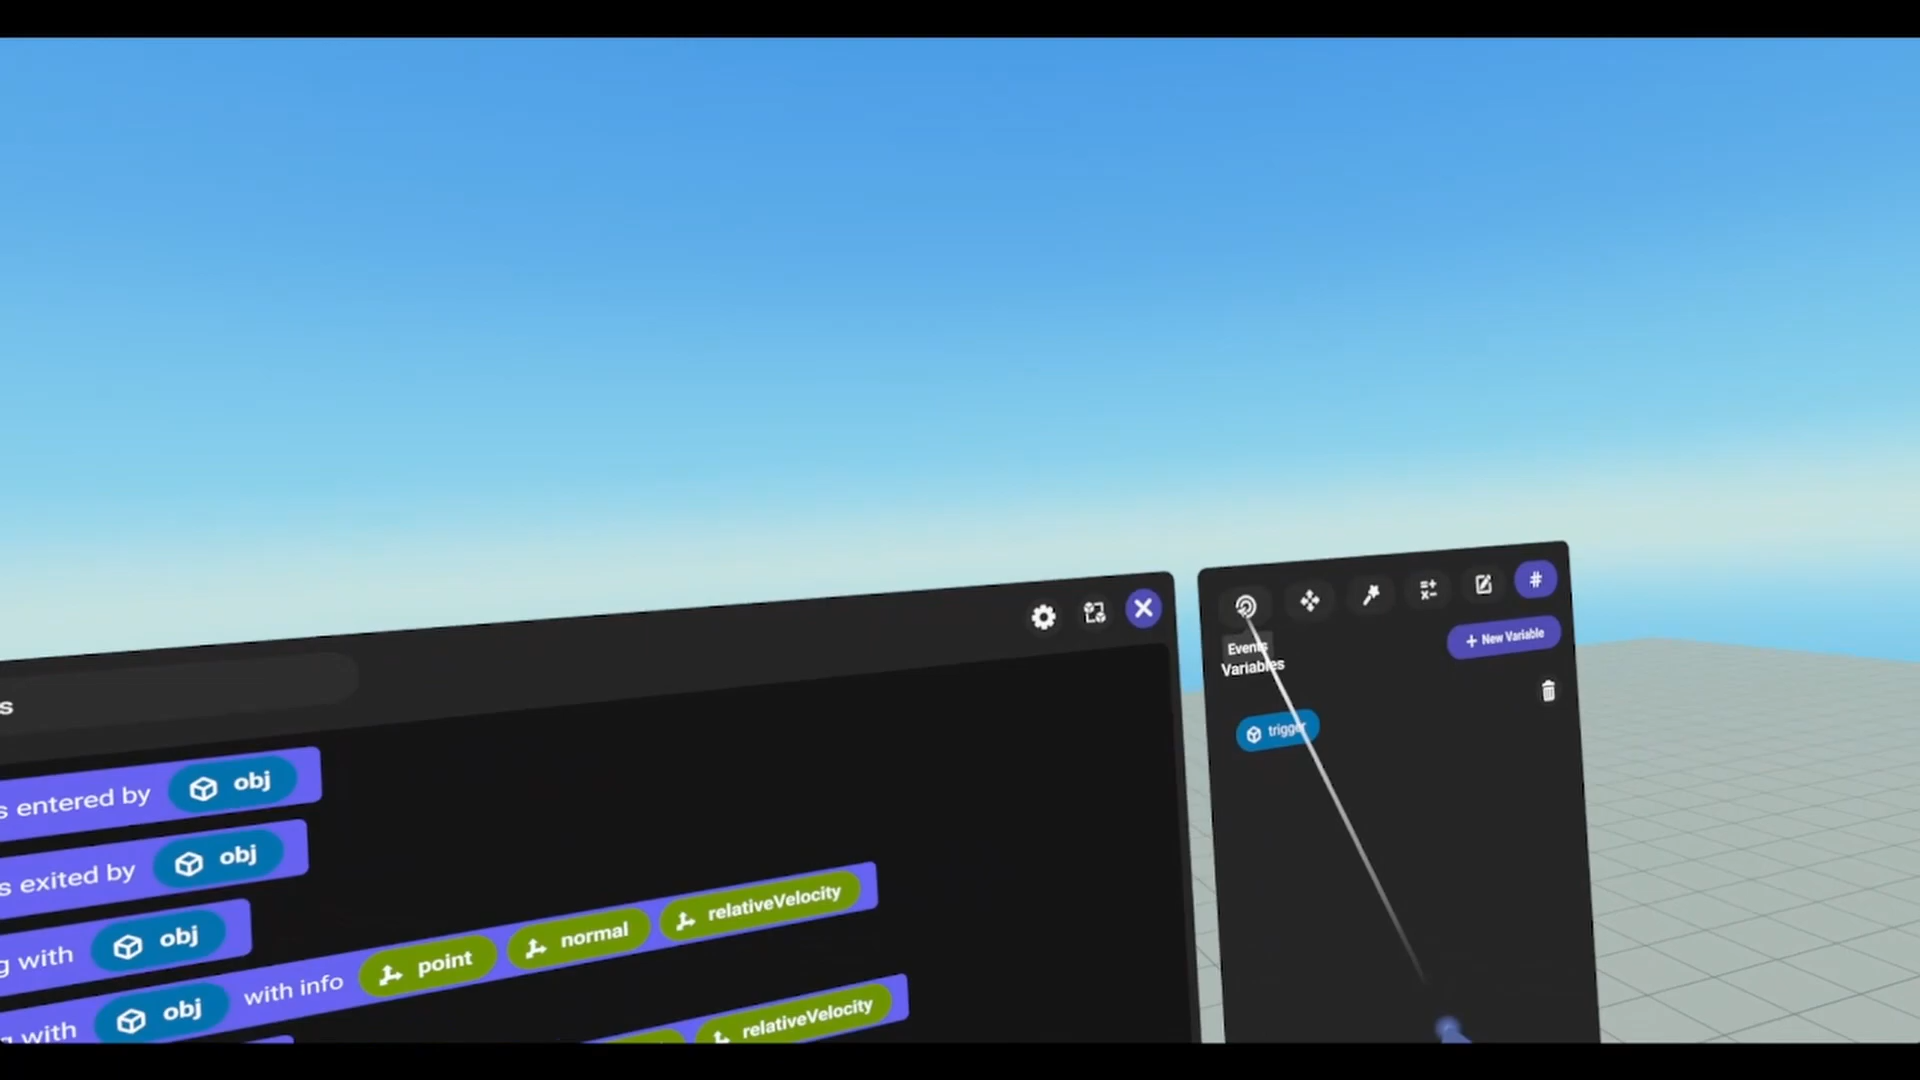 Events
Variables
#
+ New Variable
trigger
s
s entered by obj
s exited by obj
g with obj
g with obj with info point normal relativeVelocity
relativeVelocity